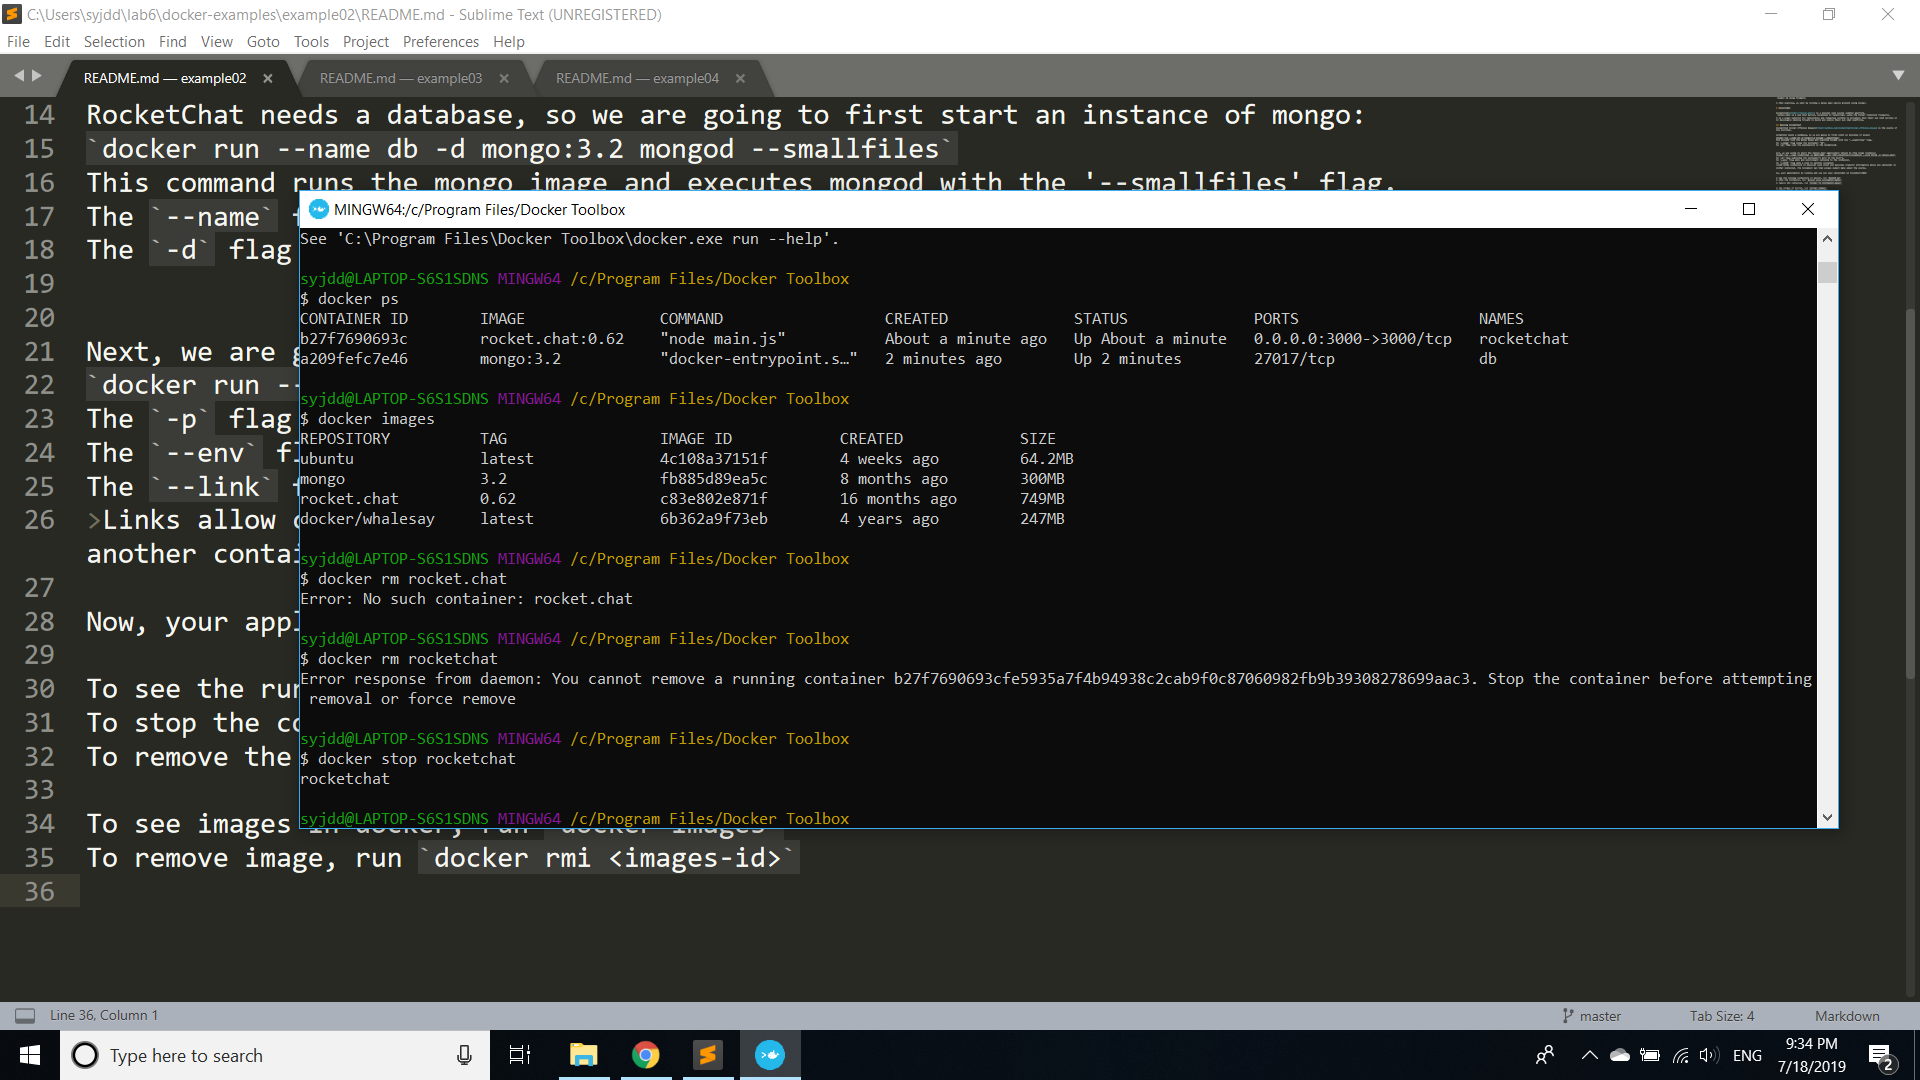 C:\Users\syjdd\lab6\docker-examples\example02\README.md - Sublime Text (UNREGISTERED)
File Edit Selection Find View Goto Tools Project Preferences Help
README.md — example02 README.md — example03 README.md — example04
14 RocketChat needs a database, so we are going to first start an instance of mongo:
15 `docker run --name db -d mongo:3.2 mongod --smallfiles`
16 This command runs the mongo image and executes mongod with the '--smallfiles' flag.
17 The `--name` f
18 The `-d` flag
19
20
21 Next, we are g
22 `docker run --
23 The `-p` flag
24 The `--env` fl
25 The `--link` f
26 >Links allow c
another contai
27
28 Now, your appl
29
30 To see the run
31 To stop the co
32 To remove the
33
34 To see images in docker, run `docker images`
35 To remove image, run `docker rmi <images-id>`
36
MINGW64:/c/Program Files/Docker Toolbox
See 'C:\Program Files\Docker Toolbox\docker.exe run --help'.
syjdd@LAPTOP-S6S1SDNS MINGW64 /c/Program Files/Docker Toolbox
$ docker ps
CONTAINER ID IMAGE COMMAND CREATED STATUS PORTS NAMES
b27f7690693c rocket.chat:0.62 "node main.js" About a minute ago Up About a minute 0.0.0.0:3000->3000/tcp rocketchat
a209fefc7e46 mongo:3.2 "docker-entrypoint.s…" 2 minutes ago Up 2 minutes 27017/tcp db
syjdd@LAPTOP-S6S1SDNS MINGW64 /c/Program Files/Docker Toolbox
$ docker images
REPOSITORY TAG IMAGE ID CREATED SIZE
ubuntu latest 4c108a37151f 4 weeks ago 64.2MB
mongo 3.2 fb885d89ea5c 8 months ago 300MB
rocket.chat 0.62 c83e802e871f 16 months ago 749MB
docker/whalesay latest 6b362a9f73eb 4 years ago 247MB
syjdd@LAPTOP-S6S1SDNS MINGW64 /c/Program Files/Docker Toolbox
$ docker rm rocket.chat
Error: No such container: rocket.chat
syjdd@LAPTOP-S6S1SDNS MINGW64 /c/Program Files/Docker Toolbox
$ docker rm rocketchat
Error response from daemon: You cannot remove a running container b27f7690693cfe5935a7f4b94938c2cab9f0c87060982fb9b39308278699aac3. Stop the container before attempting
removal or force remove
syjdd@LAPTOP-S6S1SDNS MINGW64 /c/Program Files/Docker Toolbox
$ docker stop rocketchat
rocketchat
syjdd@LAPTOP-S6S1SDNS MINGW64 /c/Program Files/Docker Toolbox
Line 36, Column 1 master Tab Size: 4 Markdown
Type here to search
ENG
9:34 PM
7/18/2019
2